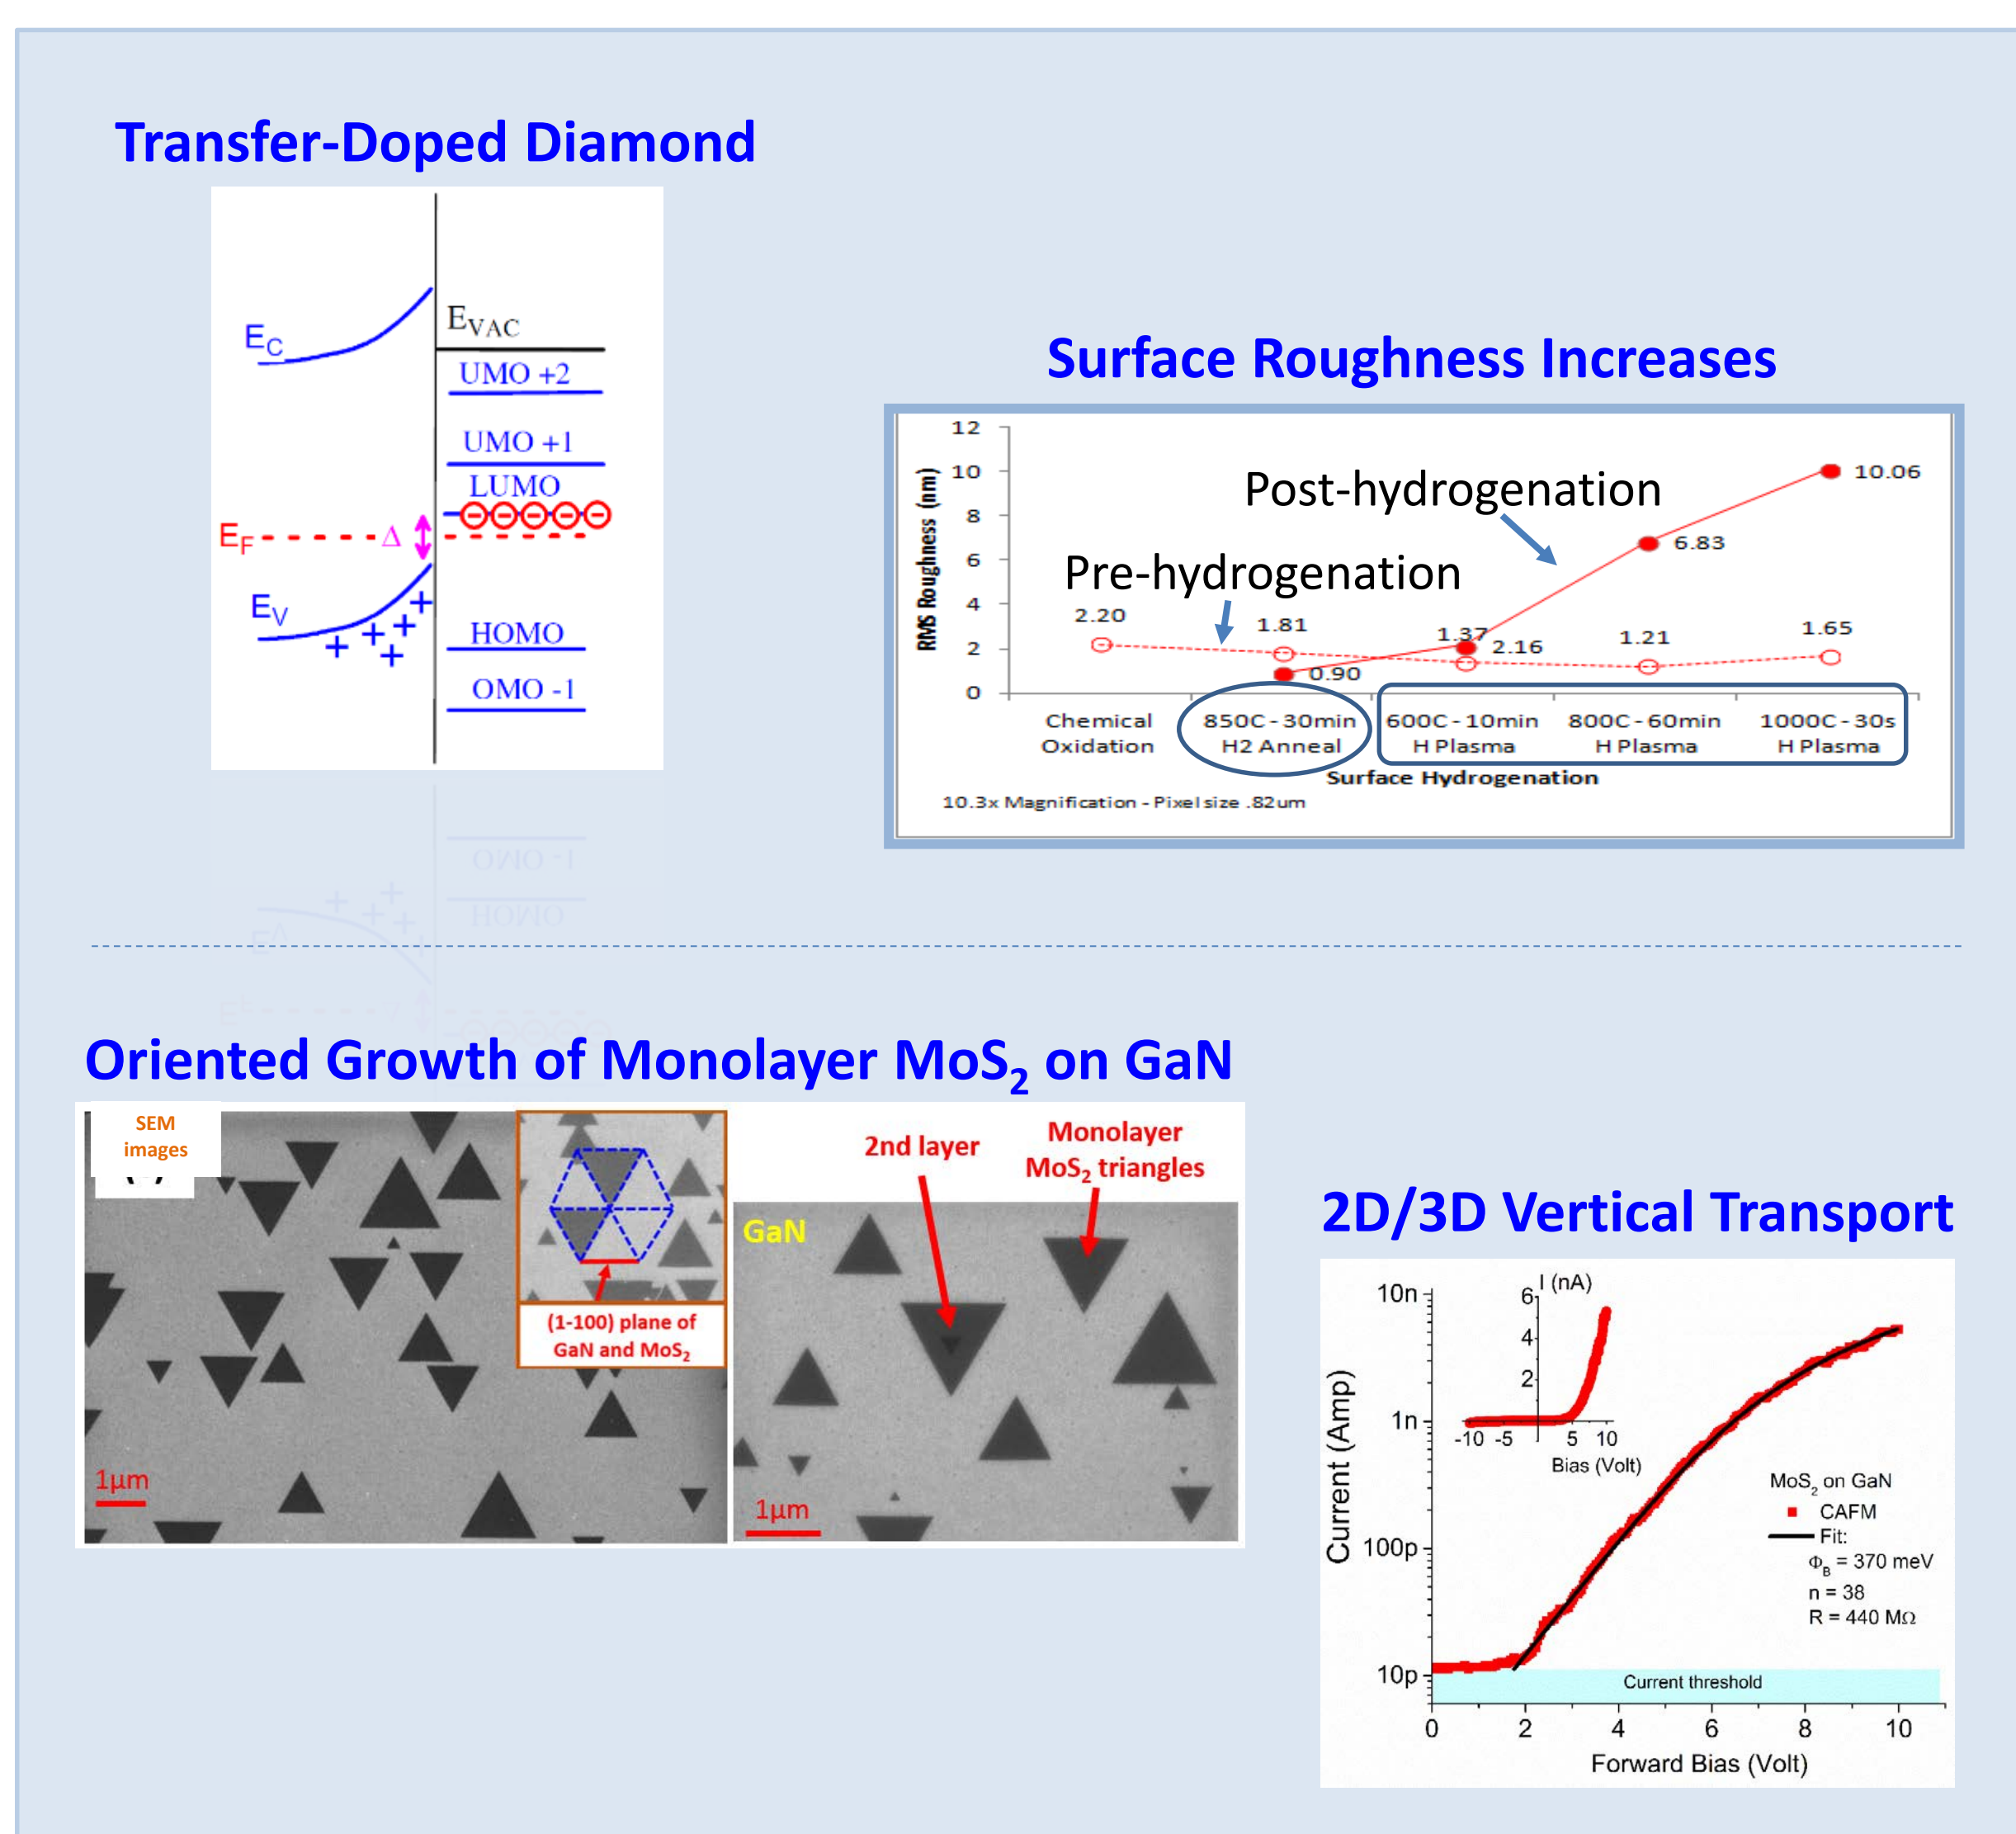 Transfer-Doped Diamond
E_C
E_VAC
UMO +2
UMO +1
LUMO
E_F
Δ
E_V
HOMO
OMO -1
Surface Roughness Increases
12
10
8
6
4
2
0
RMS Roughness (nm)
Post-hydrogenation
Pre-hydrogenation
2.20
1.81
1.37
1.21
1.65
0.90
2.16
6.83
10.06
Chemical
Oxidation
850C - 30min
H2 Anneal
600C - 10min
H Plasma
800C - 60min
H Plasma
1000C - 30s
H Plasma
Surface Hydrogenation
10.3x Magnification - Pixel size .82um
Oriented Growth of Monolayer MoS₂ on GaN
SEM
images
(1-100) plane of
GaN and MoS₂
1μm
2nd layer
Monolayer
MoS₂ triangles
GaN
1μm
2D/3D Vertical Transport
10n
1n
100p
10p
Current (Amp)
I (nA)
6
4
2
-10 -5 5 10
Bias (Volt)
MoS₂ on GaN
CAFM
Fit:
Φ_B = 370 meV
n = 38
R = 440 MΩ
Current threshold
0 2 4 6 8 10
Forward Bias (Volt)